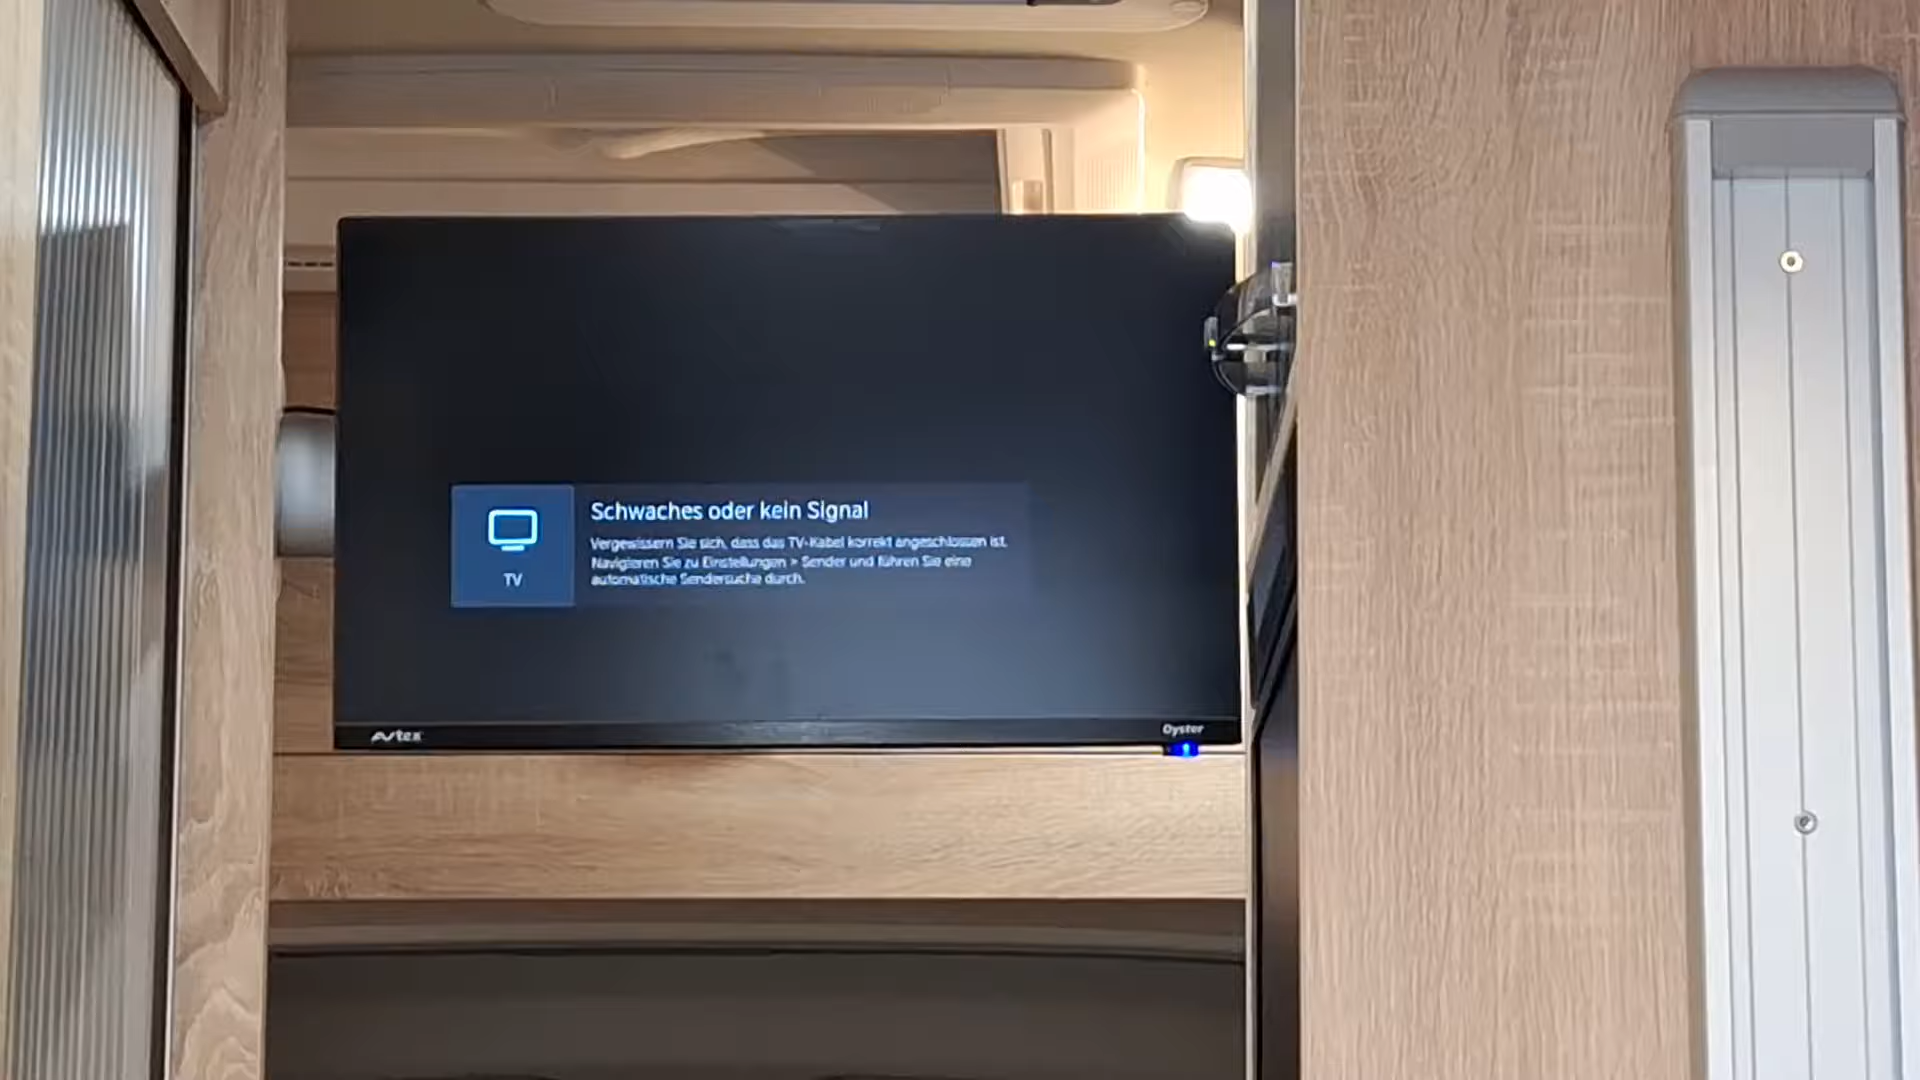 Schwaches oder kein Signal
Vergewissern Sie sich, dass das TV-Kabel korrekt angeschlossen ist.
Navigieren Sie zu Einstellungen > Sender und führen Sie eine
automatische Sendersuche durch.
TV
Avtex
Oyster